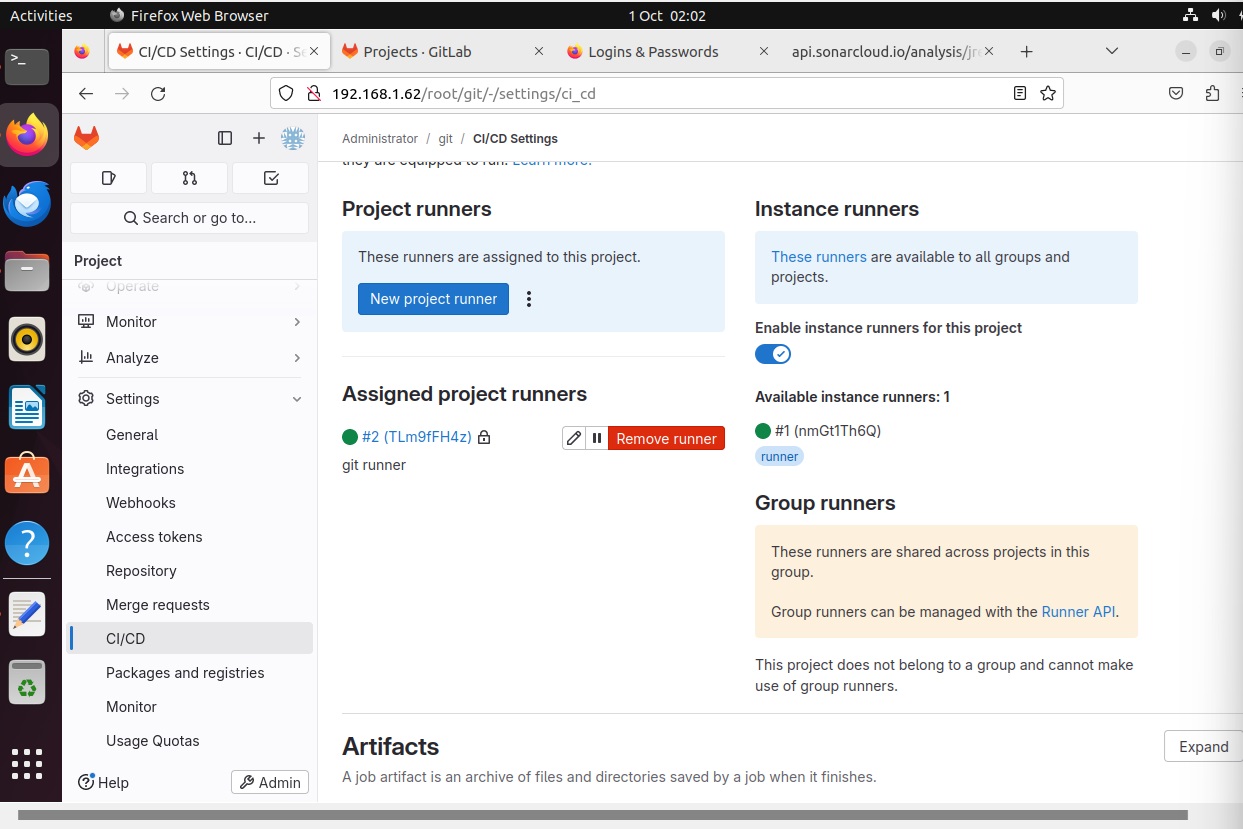 Activities
Firefox Web Browser
1 Oct 02:02
CI/CD Settings · CI/CD · Se
Projects · GitLab
Logins & Passwords
api.sonarcloud.io/analysis/jre
192.168.1.62/root/git/-/settings/ci_cd
Administrator / git / CI/CD Settings
they are equipped to run. Learn more.
Search or go to...
Project
Operate
Monitor
Analyze
Settings
General
Integrations
Webhooks
Access tokens
Repository
Merge requests
CI/CD
Packages and registries
Monitor
Usage Quotas
Help
Admin
Project runners
These runners are assigned to this project.
New project runner
Assigned project runners
#2 (TLm9fFH4z)
Remove runner
git runner
Instance runners
These runners are available to all groups and
projects.
Enable instance runners for this project
Available instance runners: 1
#1 (nmGt1Th6Q)
runner
Group runners
These runners are shared across projects in this
group.
Group runners can be managed with the Runner API.
This project does not belong to a group and cannot make
use of group runners.
Artifacts
Expand
A job artifact is an archive of files and directories saved by a job when it finishes.